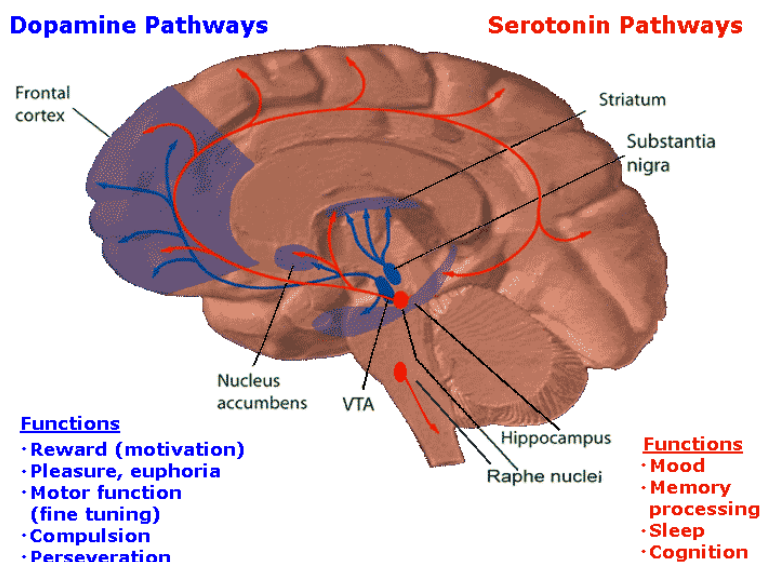 Dopamine Pathways
Serotonin Pathways
Frontal
cortex
Striatum
Substantia
nigra
Nucleus
accumbens
VTA
Hippocampus
Raphe nuclei
Functions
·Reward (motivation)
·Pleasure, euphoria
·Motor function
(fine tuning)
·Compulsion
·Perseveration
Functions
·Mood
·Memory
processing
·Sleep
·Cognition